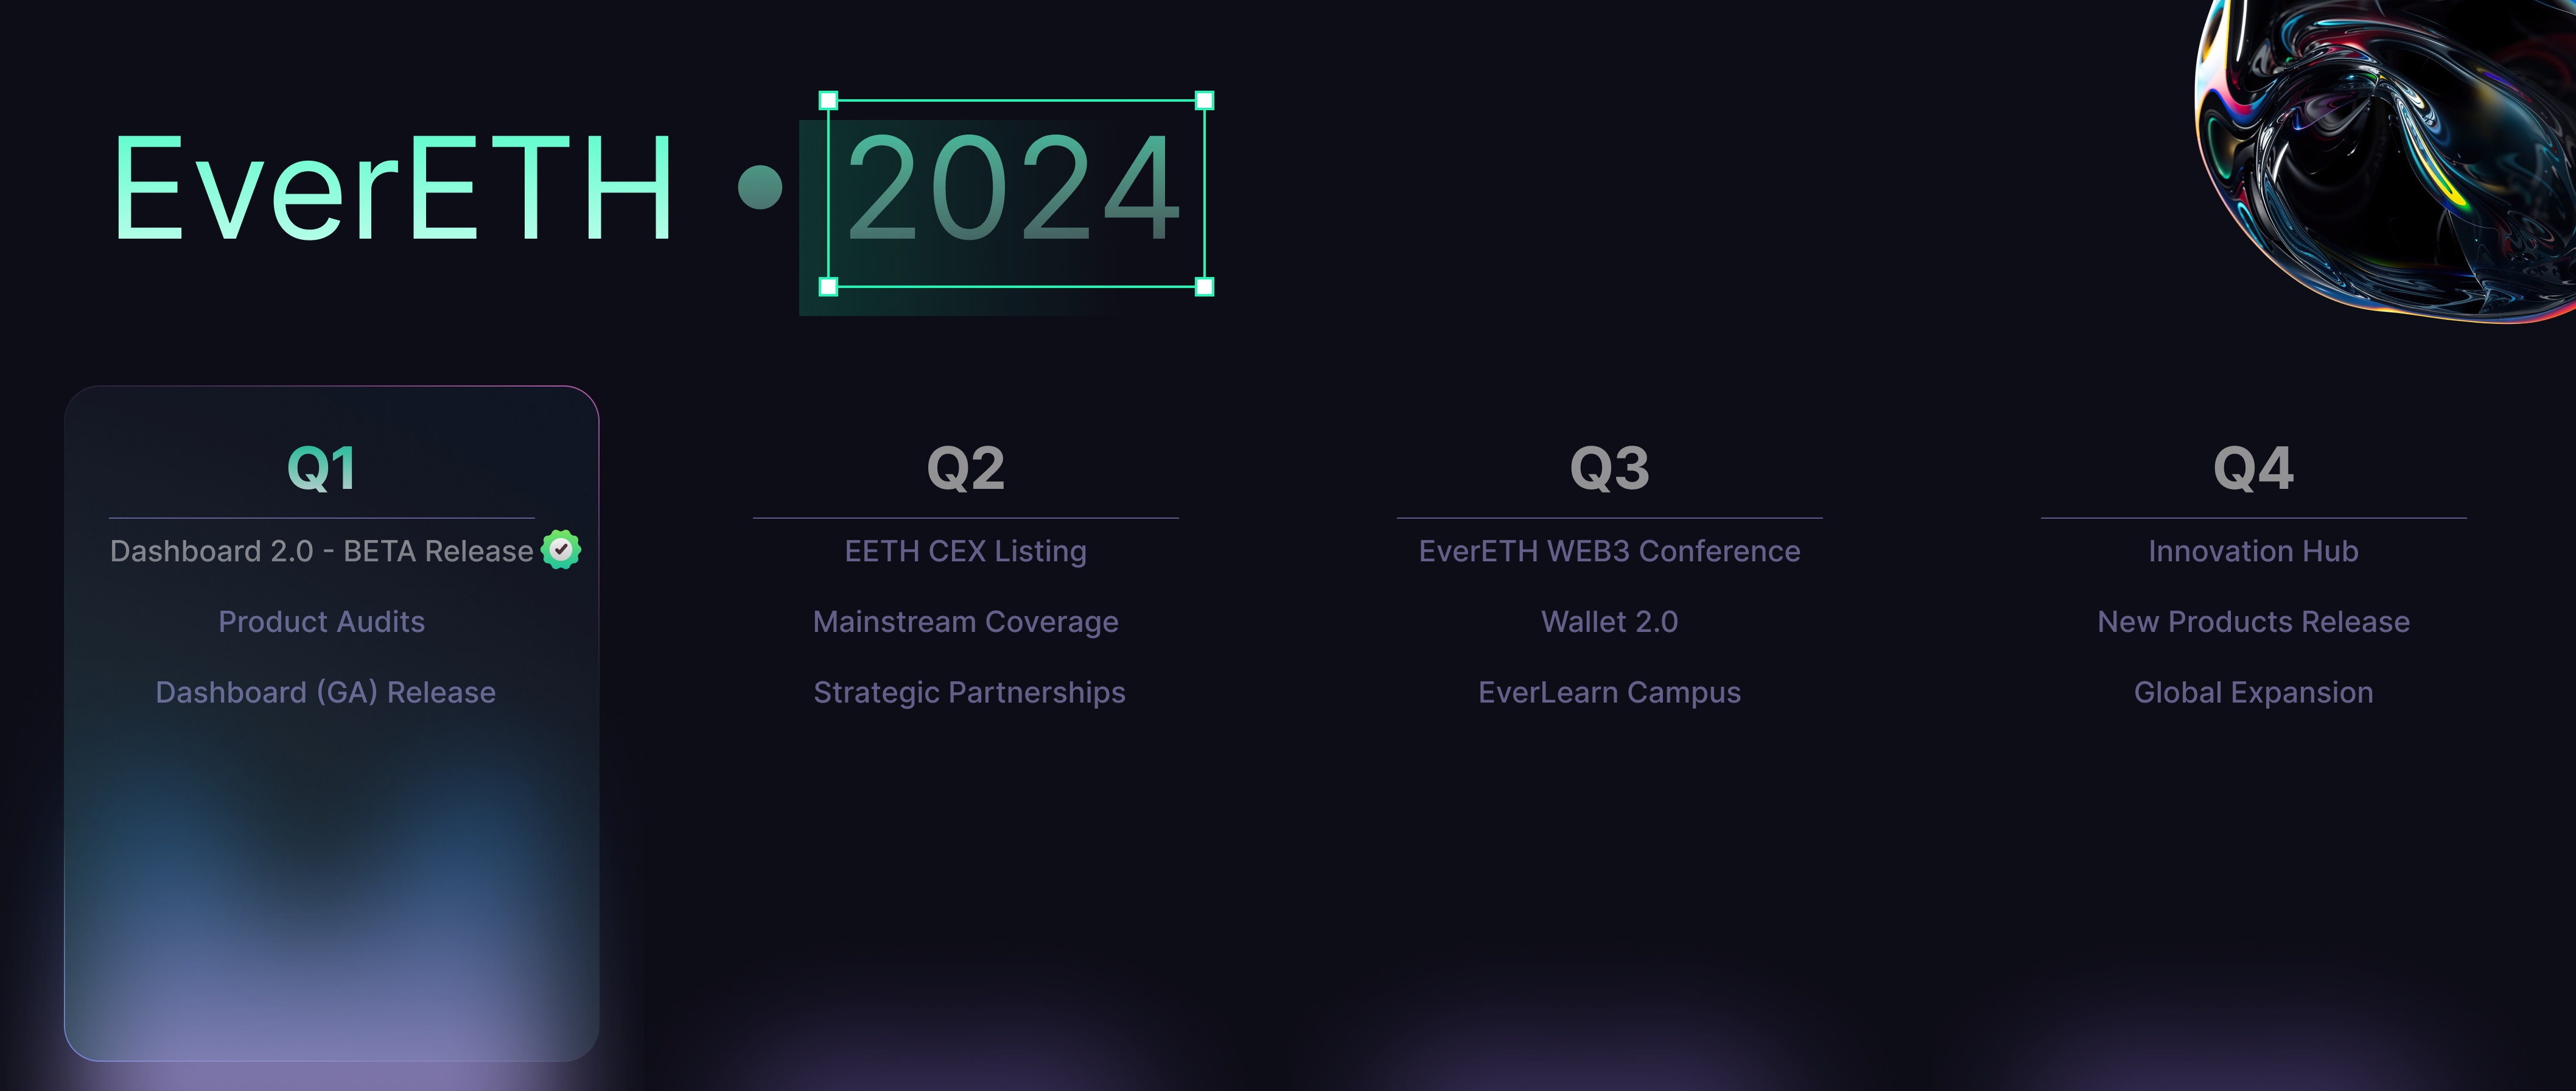 EverETH • 2024
Q1
Dashboard 2.0 - BETA Release
Product Audits
Dashboard (GA) Release
Q2
EETH CEX Listing
Mainstream Coverage
Strategic Partnerships
Q3
EverETH WEB3 Conference
Wallet 2.0
EverLearn Campus
Q4
Innovation Hub
New Products Release
Global Expansion